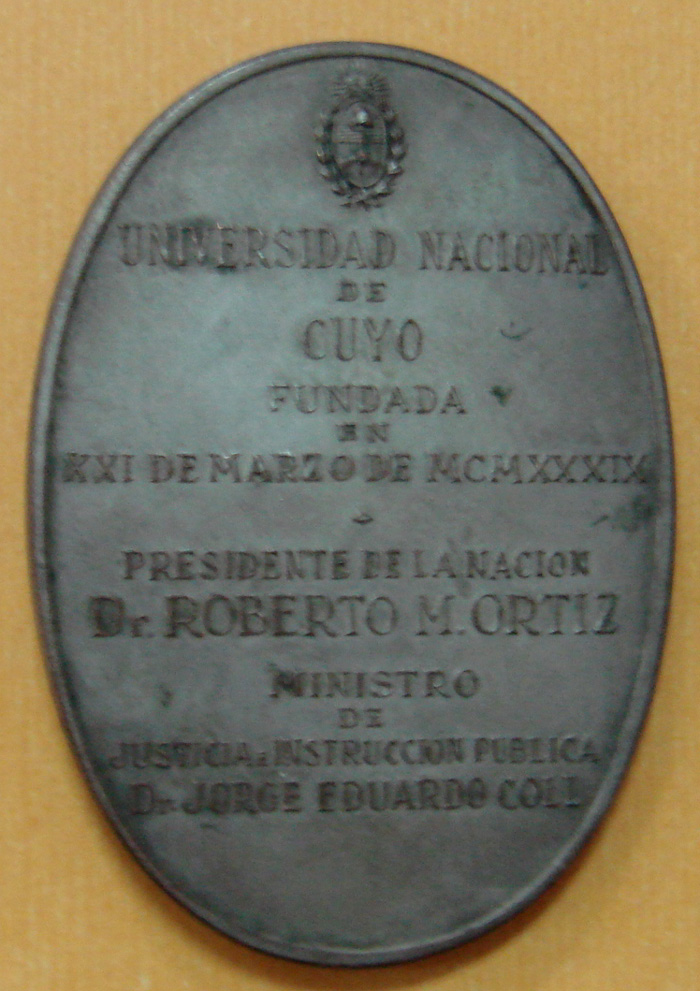 UNIVERSIDAD NACIONAL
DE
CUYO
FUNDADA
EN
XXI DE MARZO DE MCMXXXIX
PRESIDENTE DE LA NACION
Dr. ROBERTO M. ORTIZ
MINISTRO
DE
JUSTICIA e INSTRUCCION PUBLICA
Dr. JORGE EDUARDO COLL